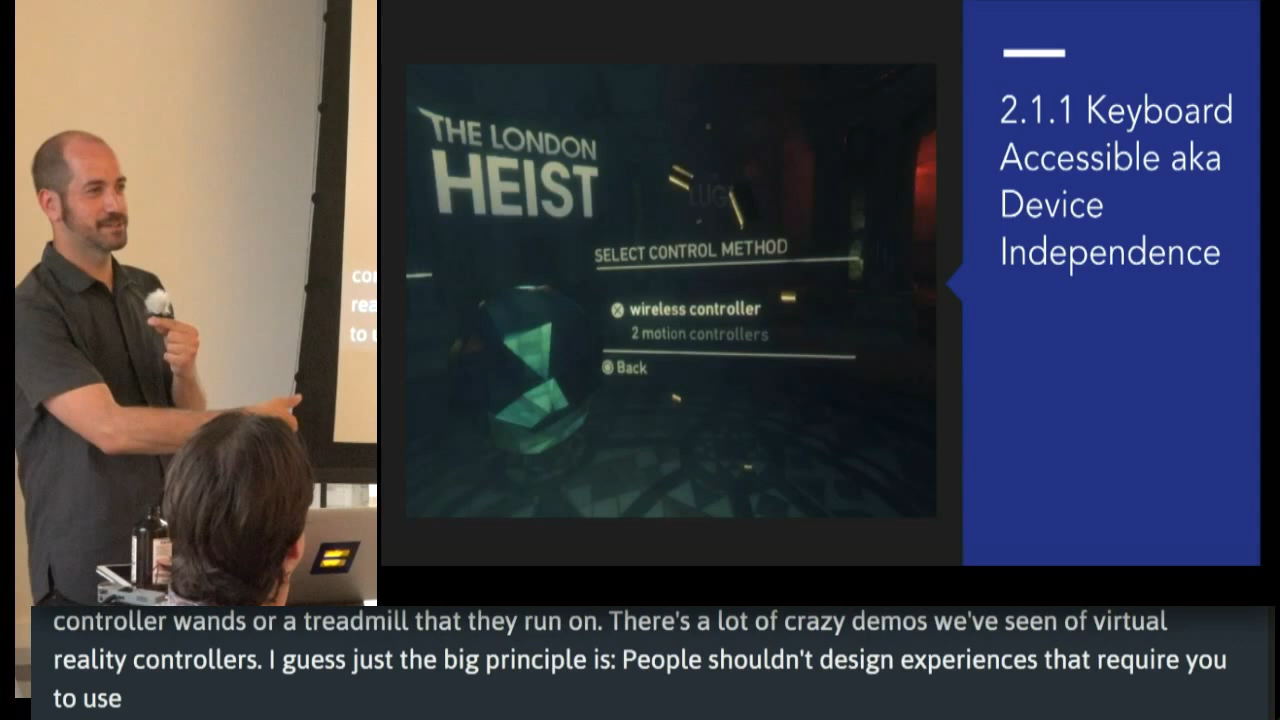 THE LONDON
HEIST
SELECT CONTROL METHOD
wireless controller
2 motion controllers
Back
2.1.1 Keyboard
Accessible aka
Device
Independence
to
controller wands or a treadmill that they run on. There's a lot of crazy demos we've seen of virtual
reality controllers. I guess just the big principle is: People shouldn't design experiences that require you
to use